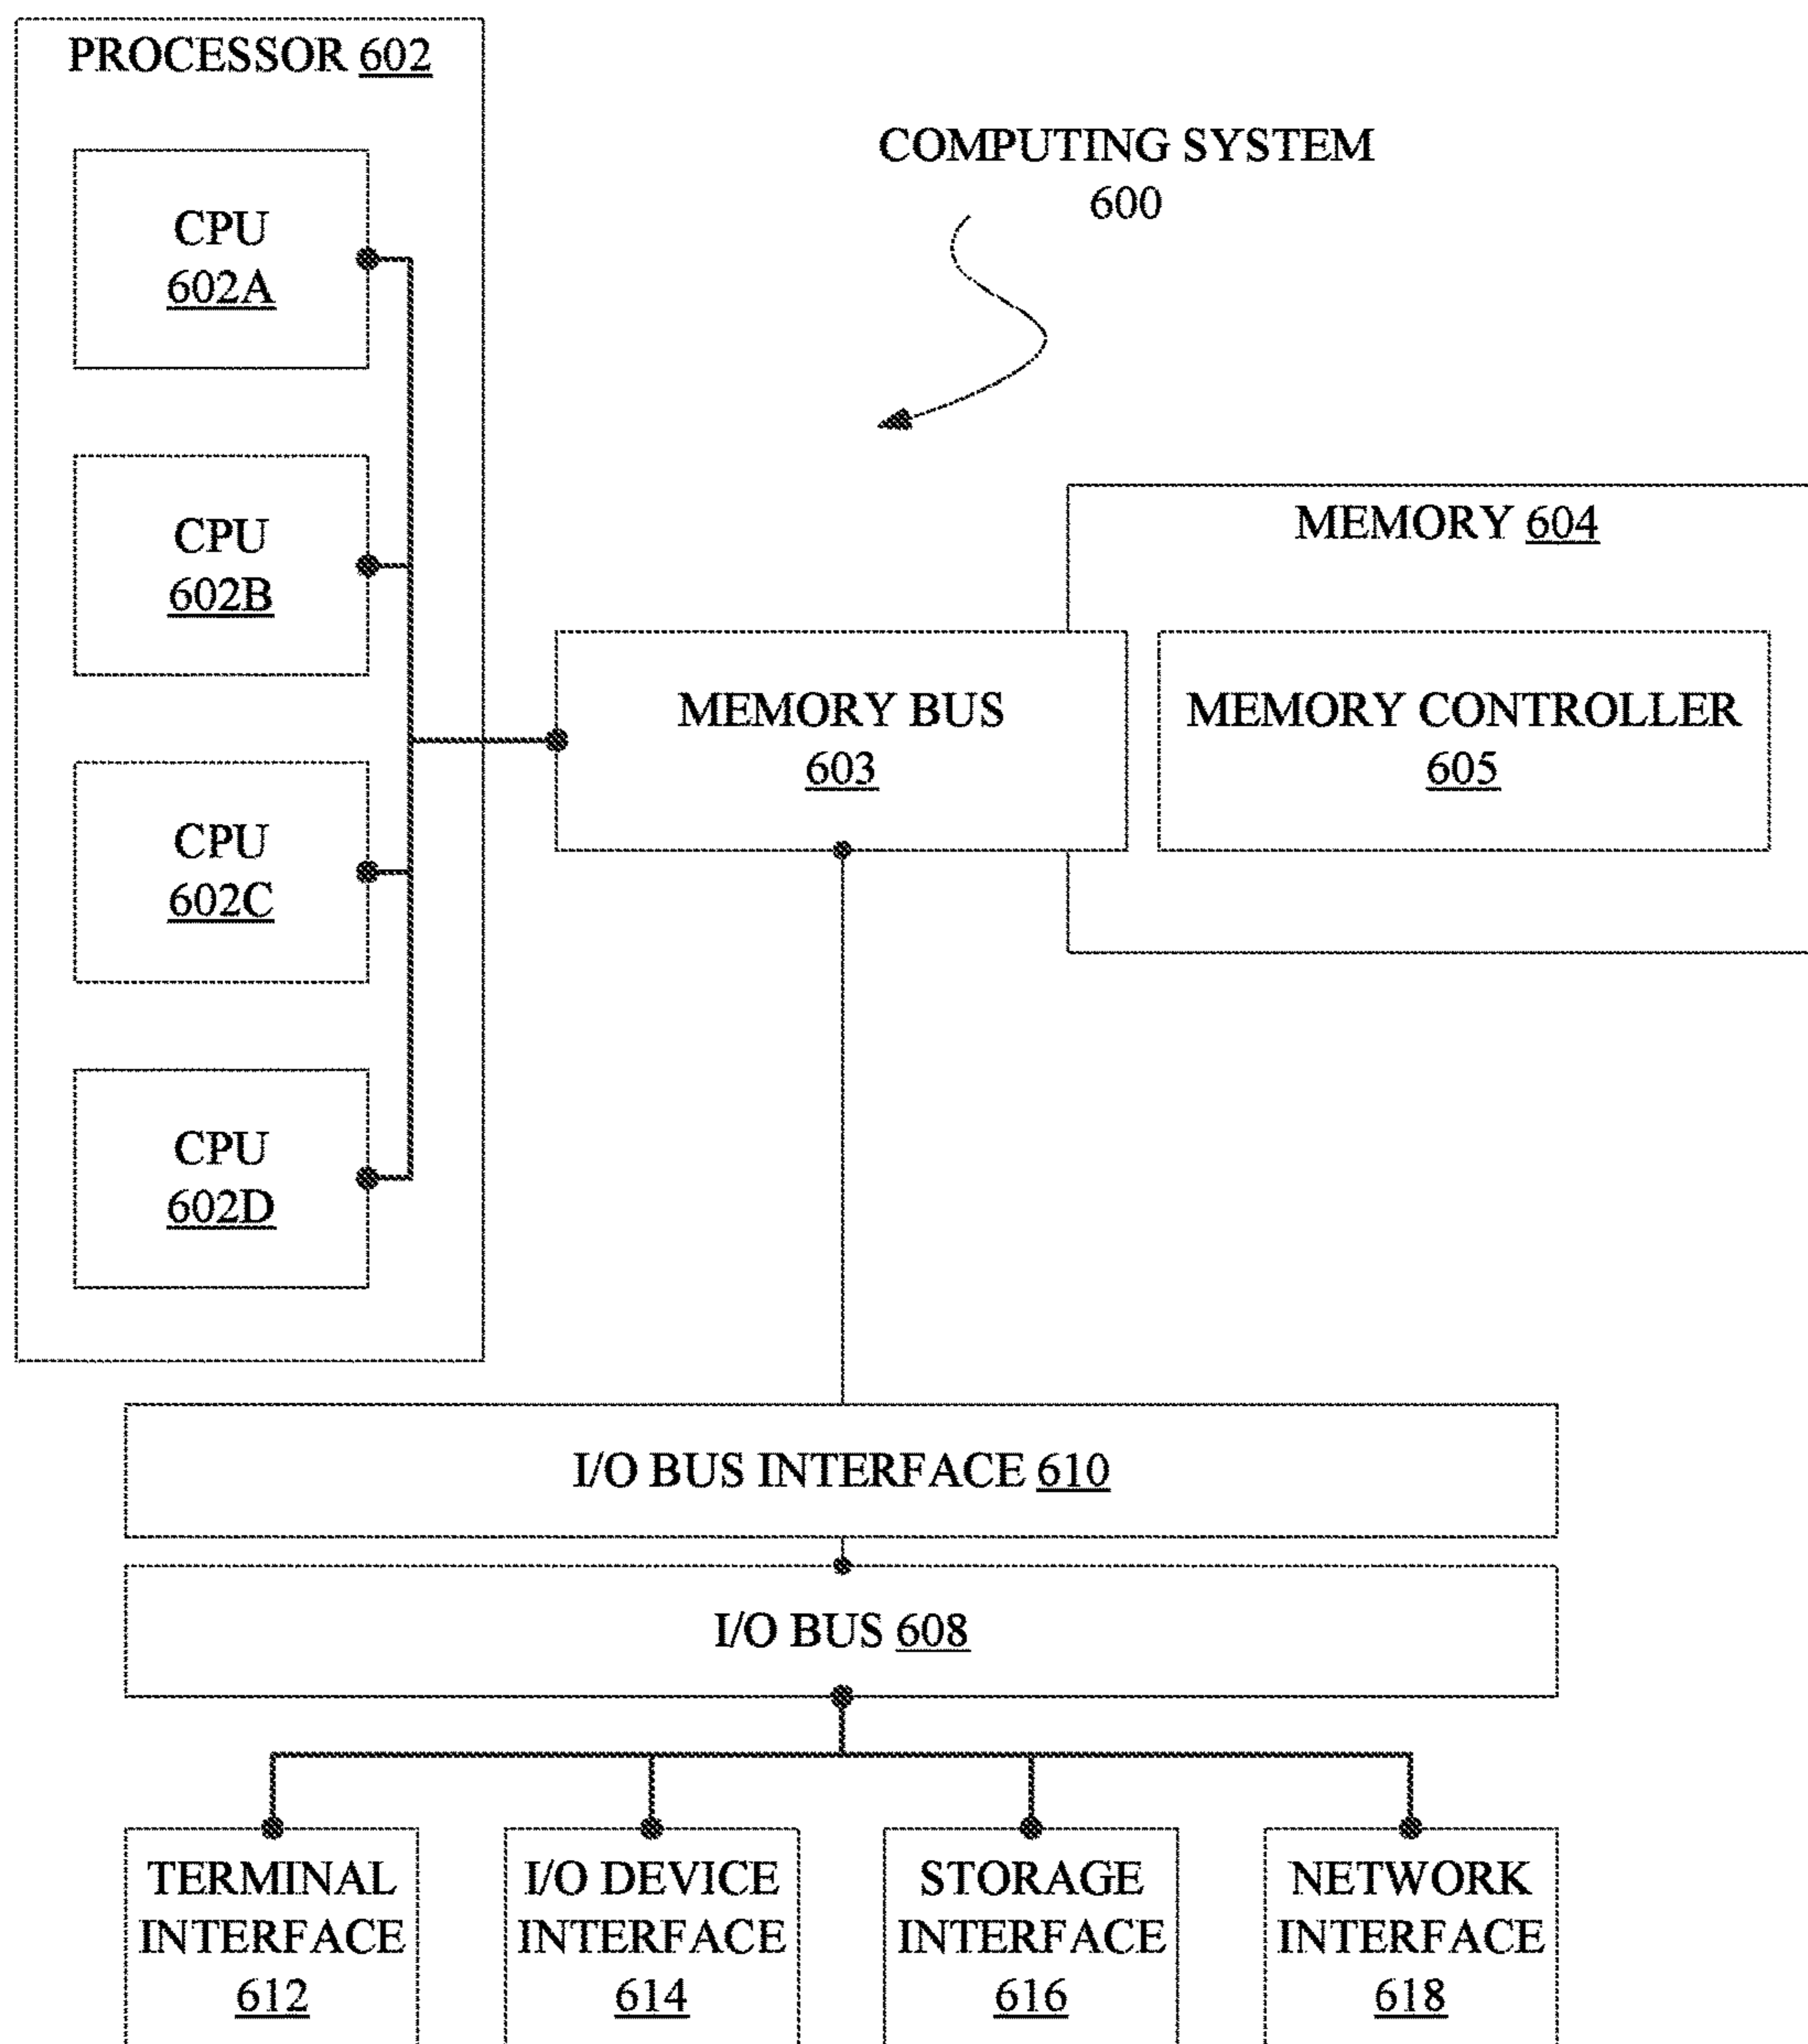 PROCESSOR 602
CPU
602A
CPU
602B
CPU
602C
CPU
602D
COMPUTING SYSTEM
600
MEMORY 604
MEMORY BUS
603
MEMORY CONTROLLER
605
I/O BUS INTERFACE 610
I/O BUS 608
TERMINAL
INTERFACE
612
I/O DEVICE
INTERFACE
614
STORAGE
INTERFACE
616
NETWORK
INTERFACE
618